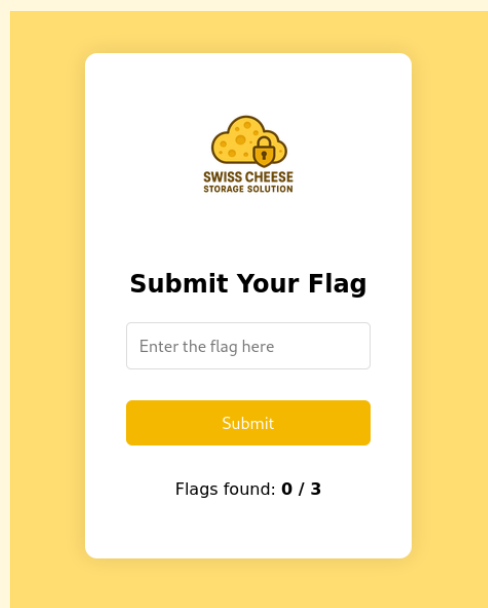 SWISS CHEESE
STORAGE SOLUTION
Submit Your Flag
Enter the flag here
Submit
Flags found: 0 / 3